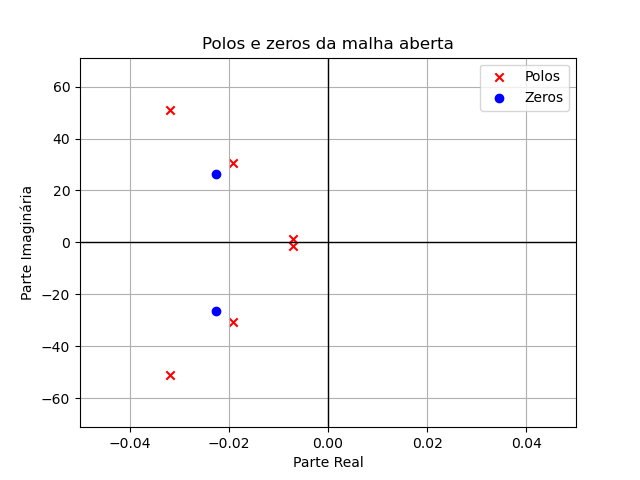 Polos e zeros da malha aberta
Polos
Zeros
Parte Imaginária
60
40
20
0
−20
−40
−60
−0.04
−0.02
0.00
0.02
0.04
Parte Real